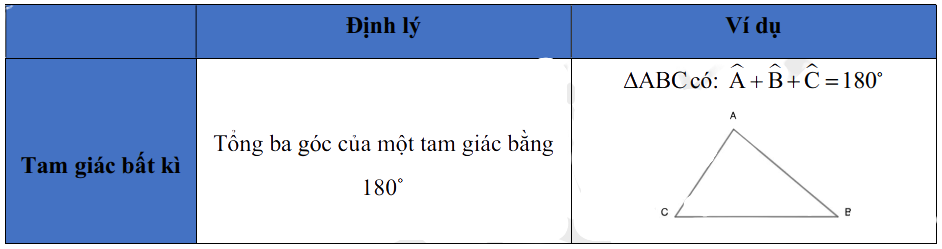 Định lý
Ví dụ
Tam giác bất kì
Tổng ba góc của một tam giác bằng
180°
ΔABC có: Â + B̂ + Ĉ = 180°
A
C
B